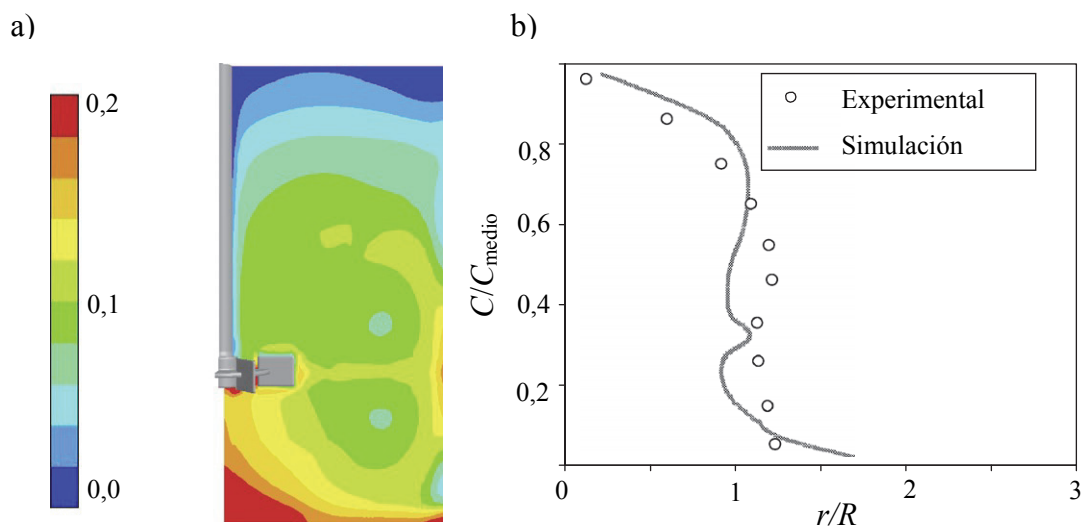 a)
0,2
0,1
0,0
b)
Experimental
Simulación
0,8
0,6
0,4
0,2
C/C medio
0
1
2
3
r/R